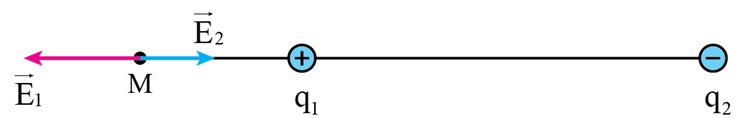 E⃗₂
E⃗₁
M
+
−
q₁
q₂